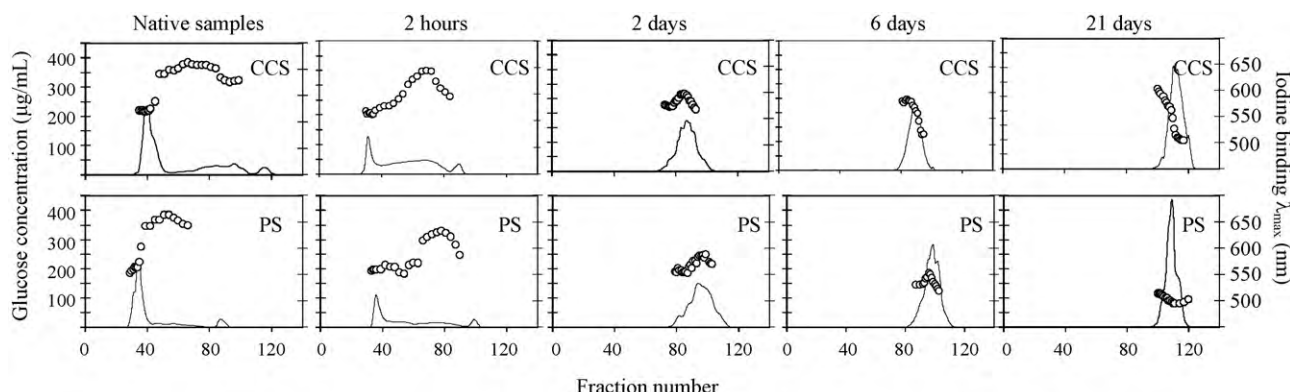 Native samples 2 hours 2 days 6 days 21 days
Glucose concentration (µg/mL)
400
300
200
100
CCS CCS CCS CCS CCS
650
600
550
500
Iodine binding λmax (nm)
400
300
200
100
PS PS PS PS PS
700
650
600
550
500
0 40 80 120 0 40 80 120 0 40 80 120 0 40 80 120 0 40 80 120
Fraction number